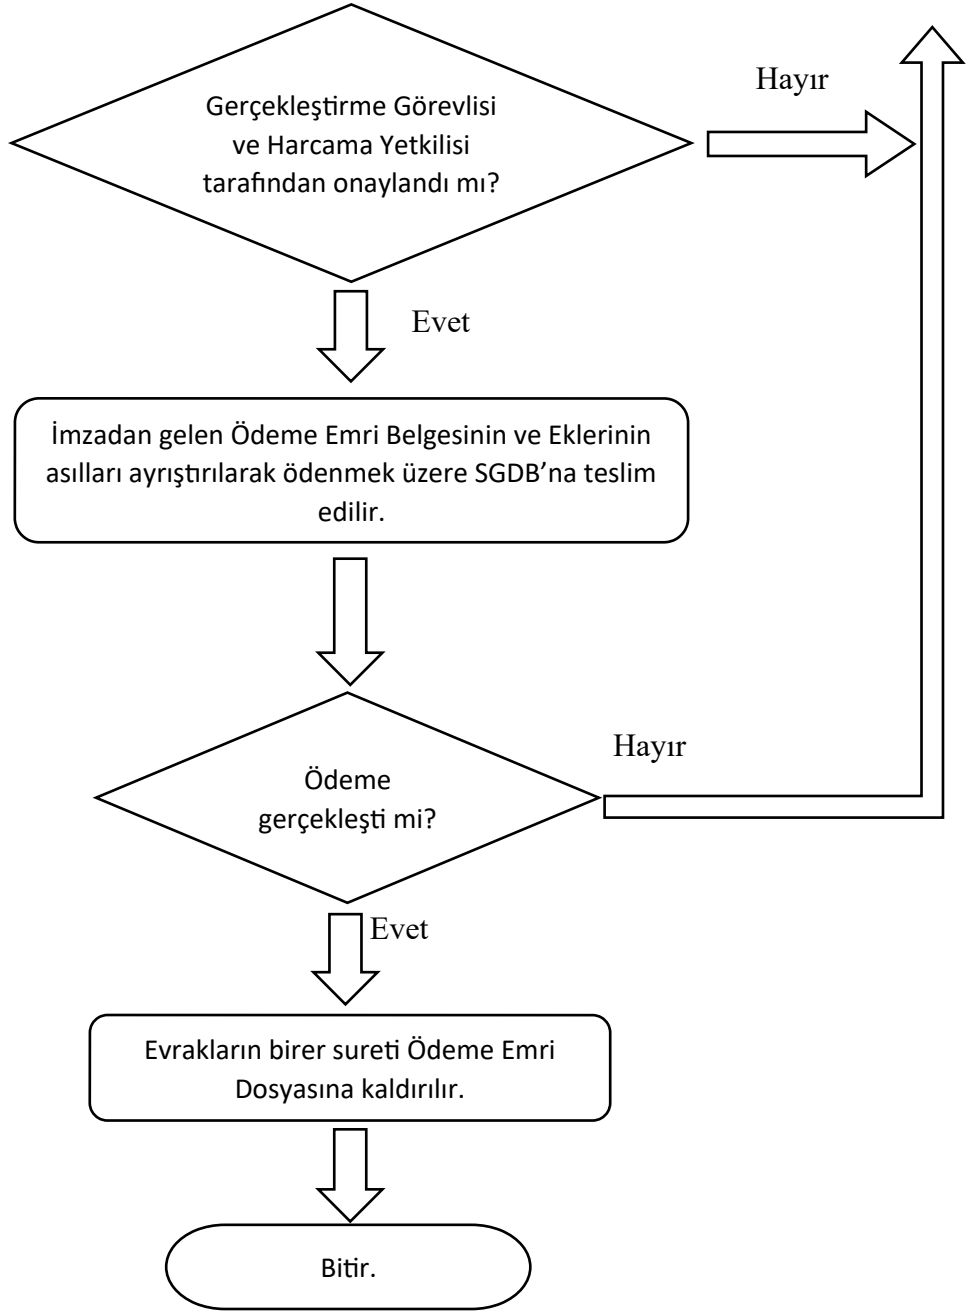 Gerçekleştirme Görevlisi
ve Harcama Yetkilisi
tarafından onaylandı mı?
Hayır
Evet
İmzadan gelen Ödeme Emri Belgesinin ve Eklerinin
asılları ayrıştırılarak ödenmek üzere SGDB’na teslim
edilir.
Hayır
Ödeme
gerçekleşti mi?
Evet
Evrakların birer sureti Ödeme Emri
Dosyasına kaldırılır.
Bitir.